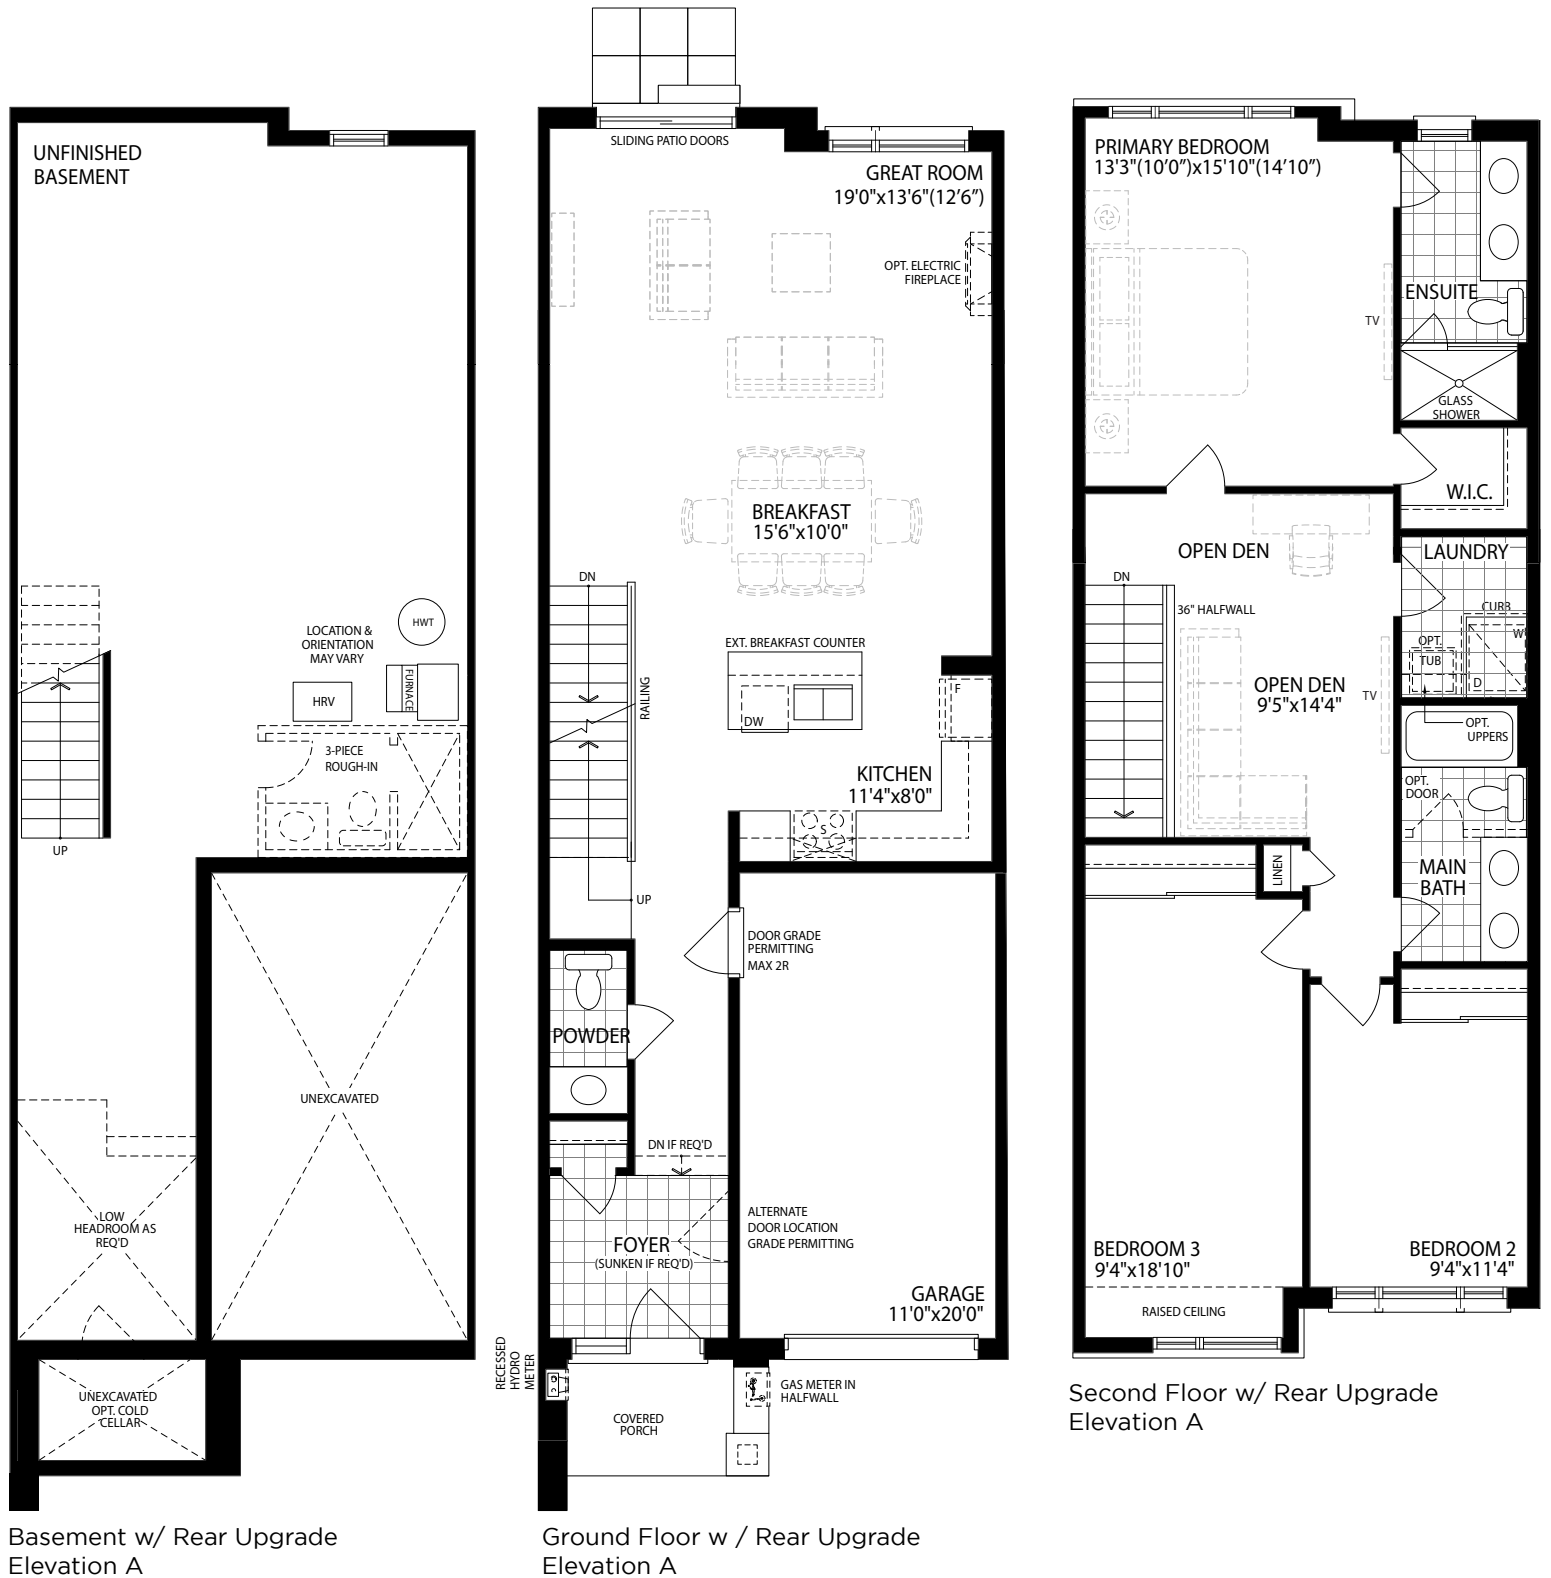 UNFINISHED
BASEMENT
LOCATION &
ORIENTATION
MAY VARY
HWT
HRV
FURNACE
3-PIECE
ROUGH-IN
UP
UNEXCAVATED
LOW
HEADROOM AS
REQ'D
UNEXCAVATED
OPT. COLD
CELLAR
Basement w/ Rear Upgrade
Elevation A
SLIDING PATIO DOORS
GREAT ROOM
19'0"x13'6"(12'6")
OPT. ELECTRIC
FIREPLACE
BREAKFAST
15'6"x10'0"
DN
EXT. BREAKFAST COUNTER
RAILING
DW
F
KITCHEN
11'4"x8'0"
S
UP
DOOR GRADE
PERMITTING
MAX 2R
POWDER
DN IF REQ'D
ALTERNATE
DOOR LOCATION
GRADE PERMITTING
FOYER
(SUNKEN IF REQ'D)
GARAGE
11'0"x20'0"
RECESSED
HYDRO
METER
GAS METER IN
HALFWALL
COVERED
PORCH
Ground Floor w / Rear Upgrade
Elevation A
PRIMARY BEDROOM
13'3"(10'0")x15'10"(14'10")
ENSUITE
TV
GLASS
SHOWER
W.I.C.
OPEN DEN
LAUNDRY
DN
36" HALFWALL
CURB
W
OPT.
TUB
D
OPEN DEN
9'5"x14'4"
TV
OPT.
UPPERS
OPT.
DOOR
LINEN
MAIN
BATH
BEDROOM 3
9'4"x18'10"
BEDROOM 2
9'4"x11'4"
RAISED CEILING
Second Floor w/ Rear Upgrade
Elevation A